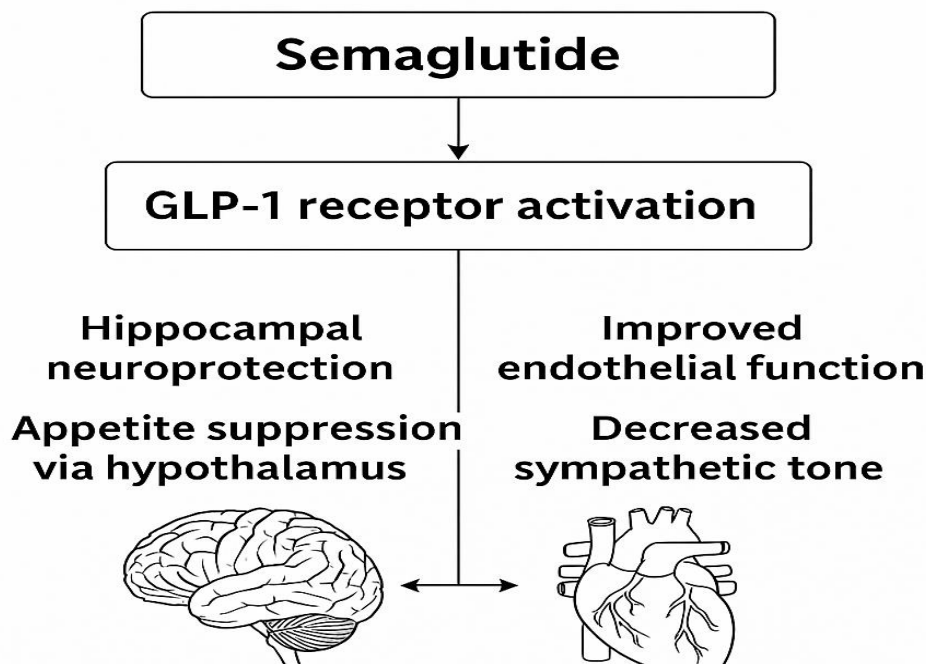 Semaglutide
GLP-1 receptor activation
Hippocampal
neuroprotection
Appetite suppression
via hypothalamus
Improved
endothelial function
Decreased
sympathetic tone